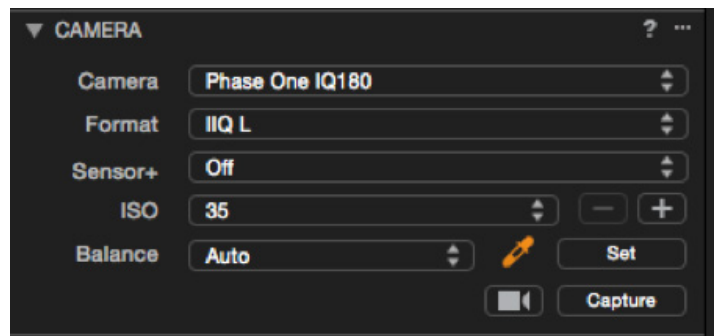 CAMERA ? ...
Camera Phase One IQ180
Format IIQ L
Sensor+ Off
ISO 35 − +
Balance Auto Set
Capture